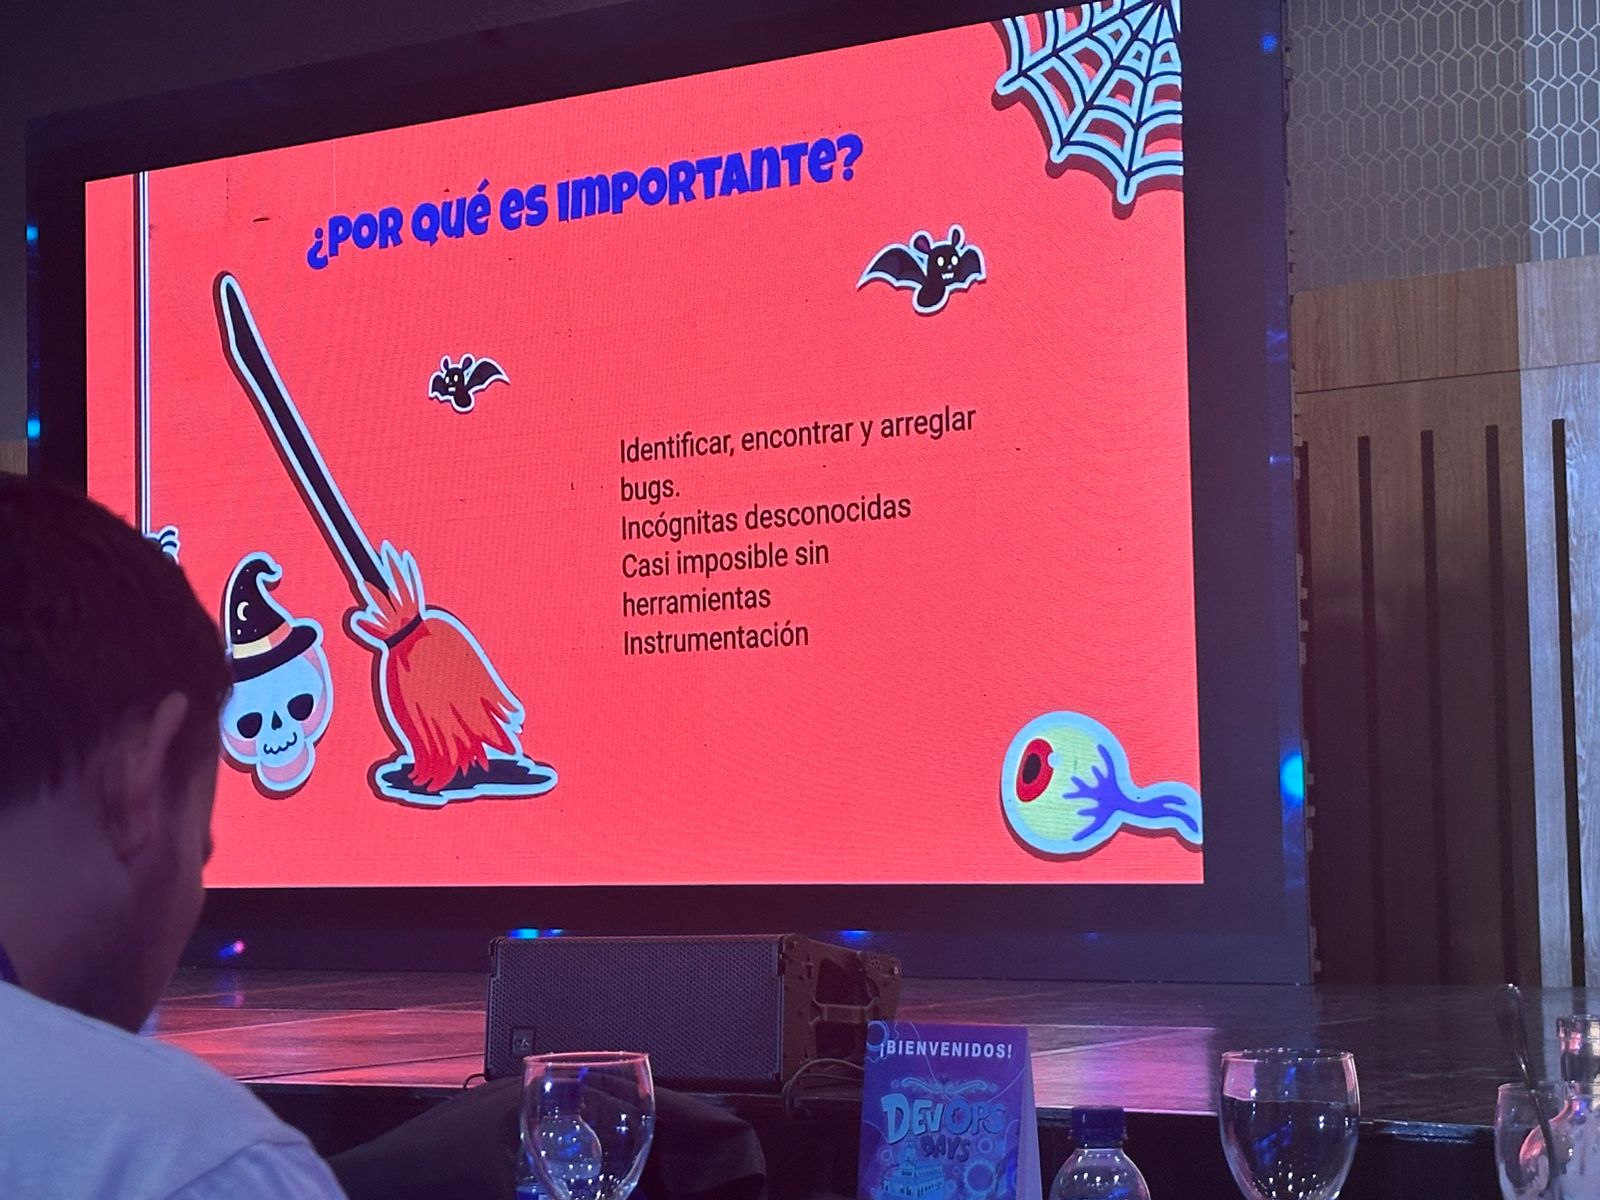 ¿Por qué es importante?
Identificar, encontrar y arreglar
bugs.
Incógnitas desconocidas
Casi imposible sin
herramientas
Instrumentación
¡BIENVENIDOS!
DEVOPS
DAYS